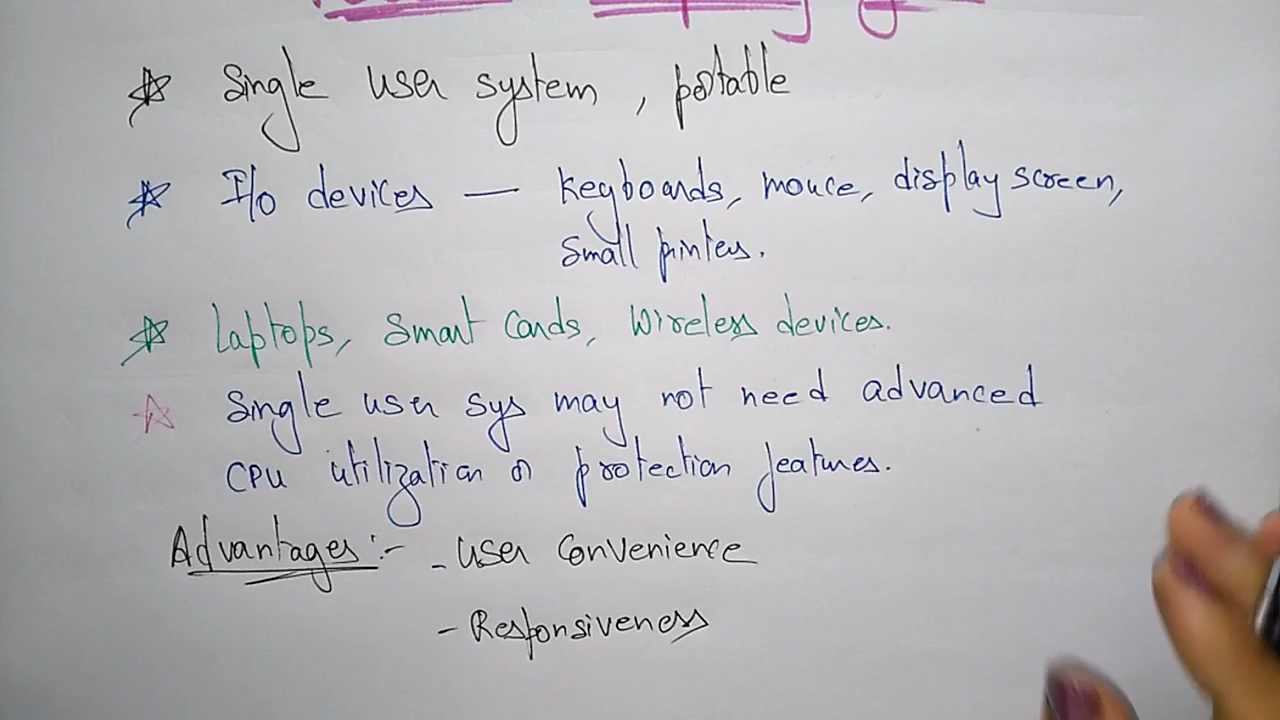 Single user system, potable
I/o devices — keyboards, mouce, display screen,
small printers.
Laptops, Smart Cards, Wireless devices.
Single user sys may not need advanced
CPU utilization or protection features.
Advantages :- - User Convenience
- Responsiveness